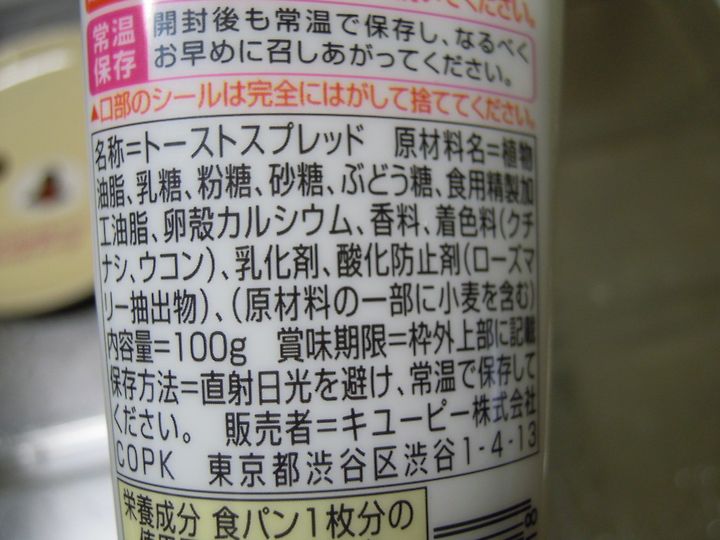 ください。
常温
保存
開封後も常温で保存し、なるべく
お早めに召しあがってください。
▲口部のシールは完全にはがして捨ててください。
名称=トーストスプレッド 原材料名=植物
油脂、乳糖、粉糖、砂糖、ぶどう糖、食用精製加
工油脂、卵殻カルシウム、香料、着色料(クチ
ナシ、ウコン)、乳化剤、酸化防止剤(ローズマ
リー抽出物)、(原材料の一部に小麦を含む)
内容量=100g 賞味期限=枠外上部に記載
保存方法=直射日光を避け、常温で保存して
ください。 販売者=キユーピー株式会社
COPK 東京都渋谷区渋谷1-4-13
栄養成分 食パン1枚分の
8